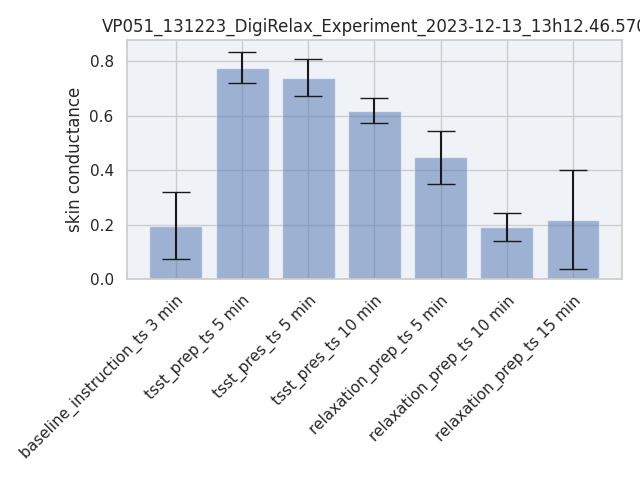 VP051_131223_DigiRelax_Experiment_2023-12-13_13h12.46.570
skin conductance
0.8
0.6
0.4
0.2
0.0
baseline_instruction_ts 3 min
tsst_prep_ts 5 min
tsst_pres_ts 5 min
tsst_pres_ts 10 min
relaxation_prep_ts 5 min
relaxation_prep_ts 10 min
relaxation_prep_ts 15 min